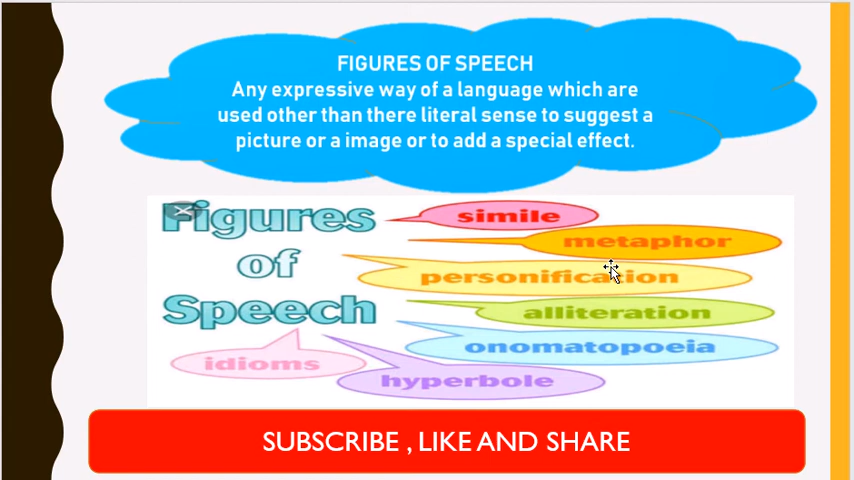 FIGURES OF SPEECH
Any expressive way of a language which are
used other than there literal sense to suggest a
picture or a image or to add a special effect.
Figures
of
Speech
simile
metaphor
personification
alliteration
onomatopoeia
idioms
hyperbole
SUBSCRIBE , LIKE AND SHARE